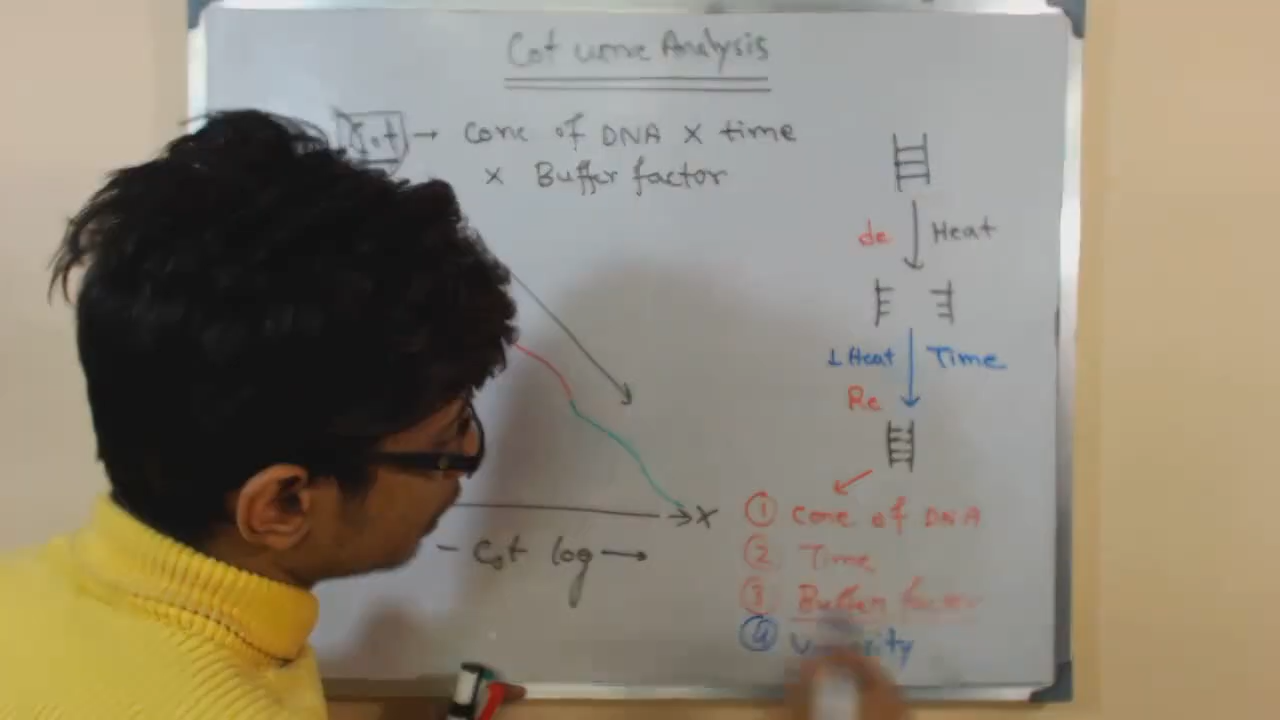 Cot curve Analysis
Cot → Conc of DNA X time
X Buffer factor
de Heat
↓ Heat Time
Re
→ X
① Conc of DNA
- Cot log →
② Time
③ Buffer factor
④